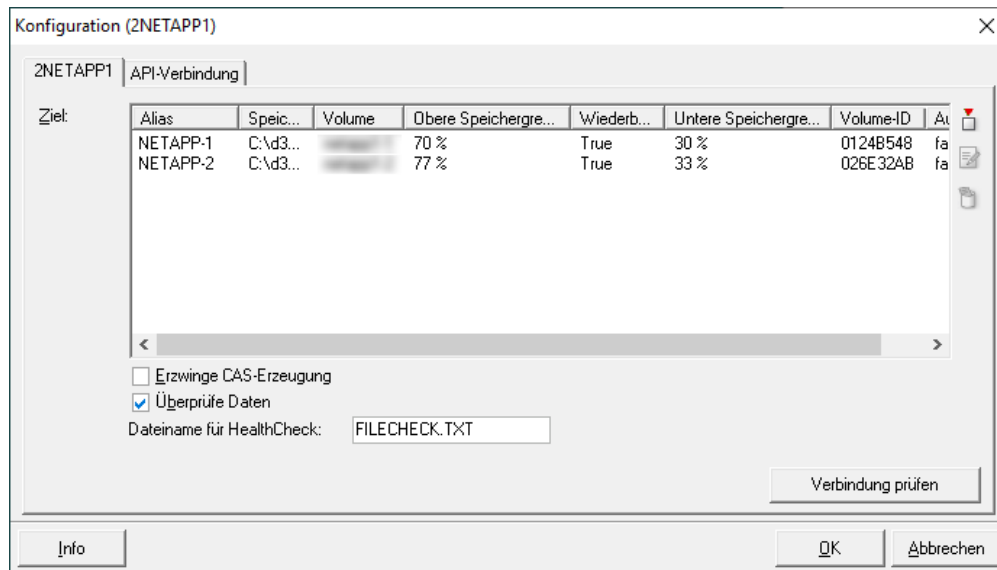 Konfiguration (2NETAPP1)
2NETAPP1 API-Verbindung
Ziel:
Alias Speic... Volume Obere Speichergre... Wiederb... Untere Speichergre... Volume-ID Au
NETAPP-1 C:\d3... 70 % True 30 % 0124B548 fa
NETAPP-2 C:\d3... 77 % True 33 % 026E32AB fa
Erzwinge CAS-Erzeugung
Überprüfe Daten
Dateiname für HealthCheck: FILECHECK.TXT
Verbindung prüfen
Info OK Abbrechen